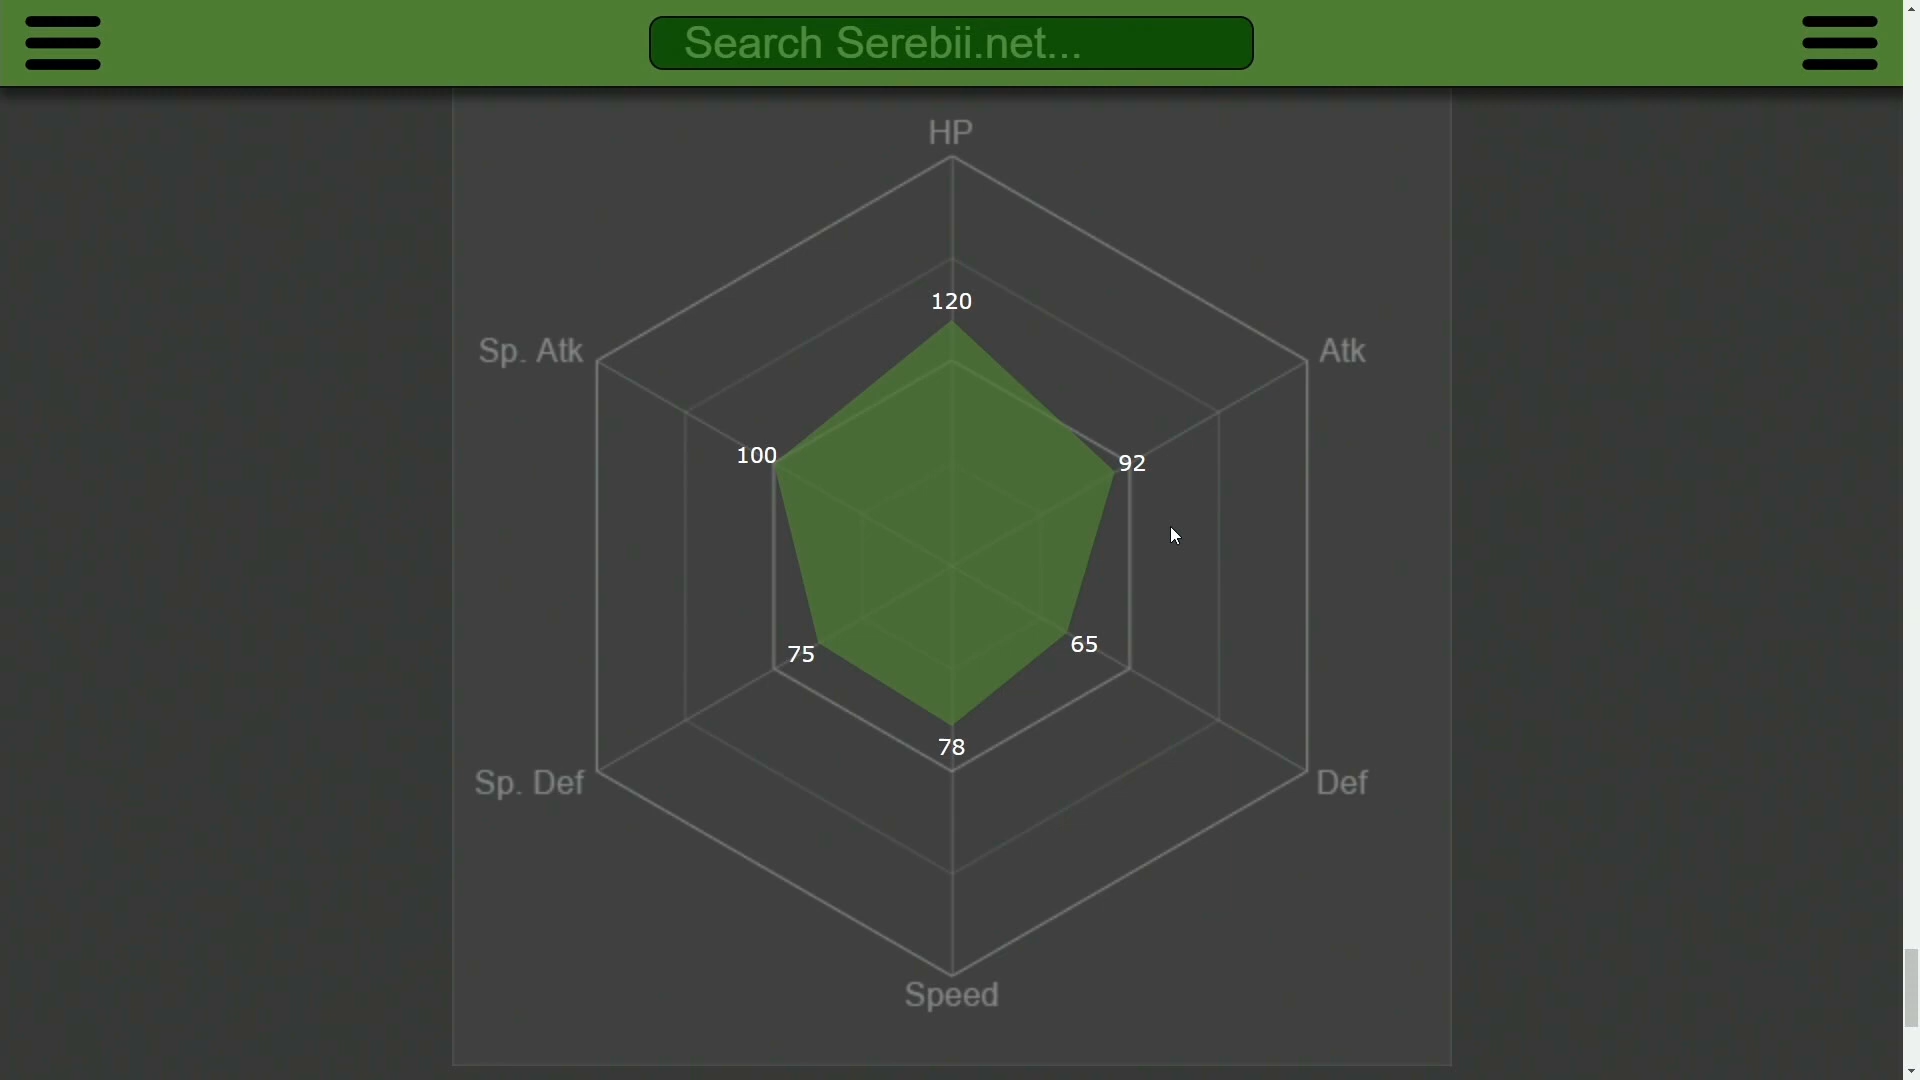 Search Serebii.net...
HP
120
Sp. Atk
Atk
100
92
75
65
78
Sp. Def
Def
Speed